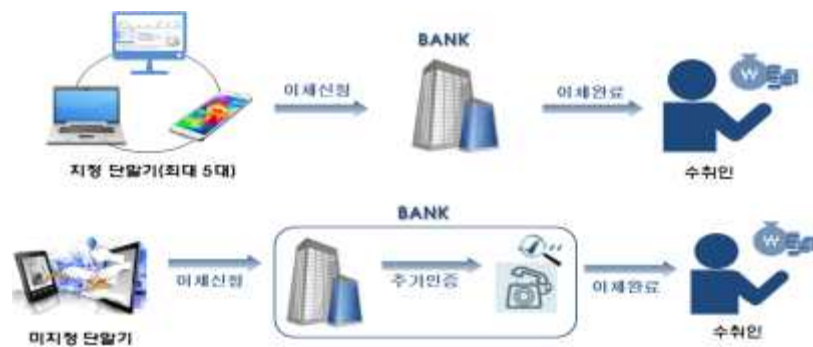 BANK
이체신청
이체완료
지정 단말기(최대 5대)
수취인
BANK
이체신청
추가인증
이체완료
미지정 단말기
수취인